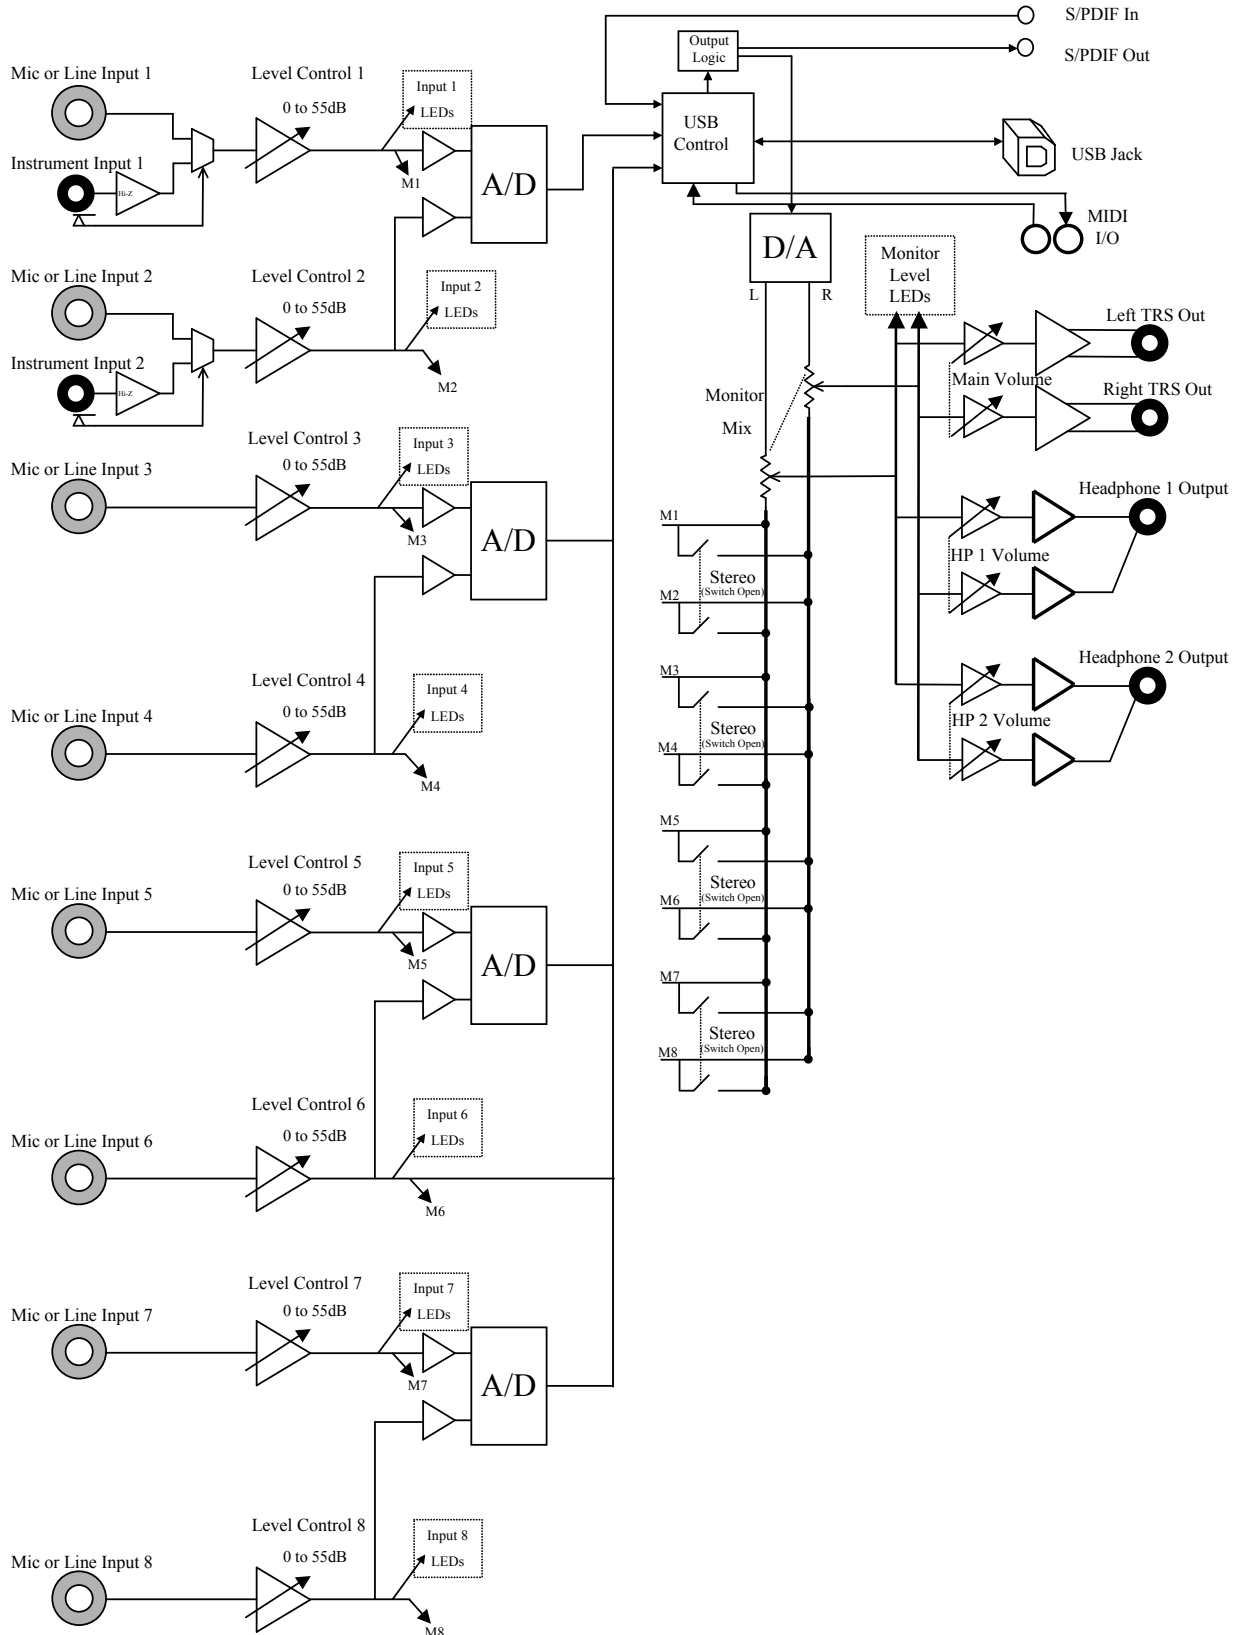 Mic or Line Input 1
Level Control 1
0 to 55dB
Input 1
LEDs
M1
Instrument Input 1
Hi-Z
A/D
Mic or Line Input 2
Level Control 2
0 to 55dB
Input 2
LEDs
M2
Instrument Input 2
Hi-Z
Mic or Line Input 3
Level Control 3
0 to 55dB
Input 3
LEDs
M3
A/D
Mic or Line Input 4
Level Control 4
0 to 55dB
Input 4
LEDs
M4
Mic or Line Input 5
Level Control 5
0 to 55dB
Input 5
LEDs
M5
A/D
Mic or Line Input 6
Level Control 6
0 to 55dB
Input 6
LEDs
M6
Mic or Line Input 7
Level Control 7
0 to 55dB
Input 7
LEDs
M7
A/D
Mic or Line Input 8
Level Control 8
0 to 55dB
Input 8
LEDs
M8
S/PDIF In
Output
Logic
S/PDIF Out
USB
Control
USB Jack
MIDI
I/O
D/A
L
R
Monitor
Level
LEDs
Monitor
Mix
Left TRS Out
Main Volume
Right TRS Out
Headphone 1 Output
HP 1 Volume
Headphone 2 Output
HP 2 Volume
M1
Stereo
(Switch Open)
M2
M3
Stereo
(Switch Open)
M4
M5
Stereo
(Switch Open)
M6
M7
Stereo
(Switch Open)
M8